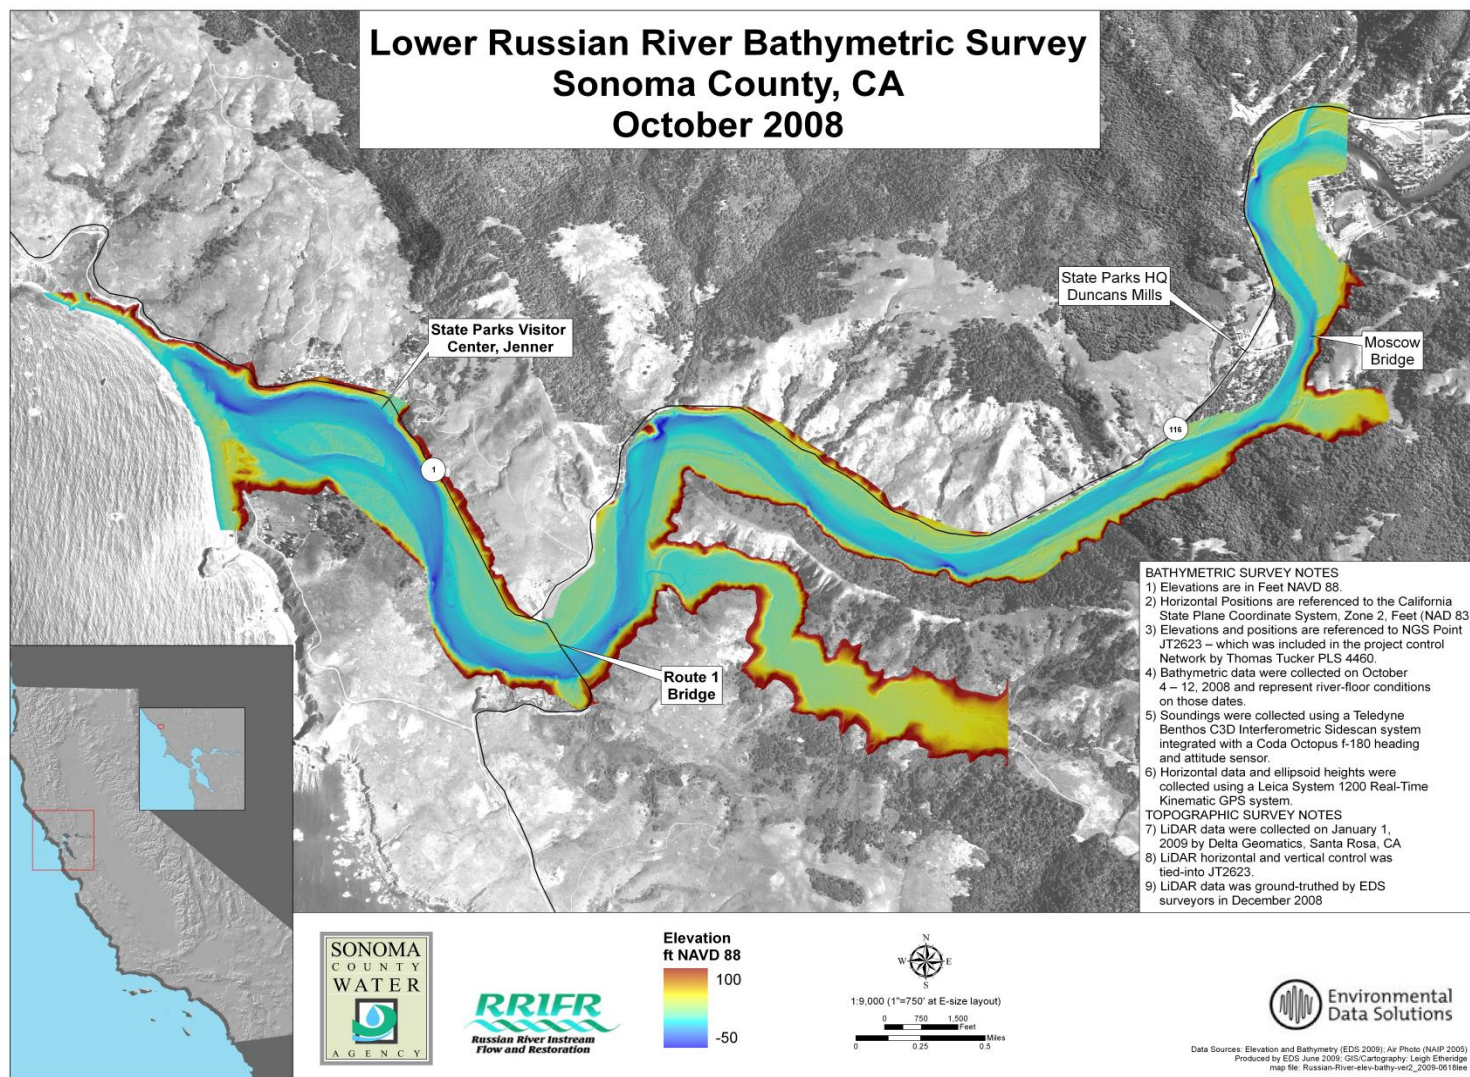 Lower Russian River Bathymetric Survey
Sonoma County, CA
October 2008
State Parks HQ
Duncans Mills
State Parks Visitor
Center, Jenner
Moscow
Bridge
116
1
Route 1
Bridge
BATHYMETRIC SURVEY NOTES
1) Elevations are in Feet NAVD 88.
2) Horizontal Positions are referenced to the California
State Plane Coordinate System, Zone 2, Feet (NAD 83
3) Elevations and positions are referenced to NGS Point
JT2623 – which was included in the project control
Network by Thomas Tucker PLS 4460.
4) Bathymetric data were collected on October
4 – 12, 2008 and represent river-floor conditions
on those dates.
5) Soundings were collected using a Teledyne
Benthos C3D Interferometric Sidescan system
integrated with a Coda Octopus f-180 heading
and attitude sensor.
6) Horizontal data and ellipsoid heights were
collected using a Leica System 1200 Real-Time
Kinematic GPS system.
TOPOGRAPHIC SURVEY NOTES
7) LiDAR data were collected on January 1,
2009 by Delta Geomatics, Santa Rosa, CA
8) LiDAR horizontal and vertical control was
tied-into JT2623.
9) LiDAR data was ground-truthed by EDS
surveyors in December 2008
SONOMA
COUNTY
WATER
AGENCY
RRIFR
Russian River Instream
Flow and Restoration
Elevation
ft NAVD 88
100
-50
N
W E
S
1:9,000 (1"=750' at E-size layout)
0 750 1,500
Feet
Miles
0 0.25 0.5
Environmental
Data Solutions
Data Sources: Elevation and Bathymetry (EDS 2009); Air Photo (NAIP 2005)
Produced by EDS June 2009; GIS/Cartography: Leigh Etheridge
map file: Russian-River-elev-bathy-ver2_2009-0618lee